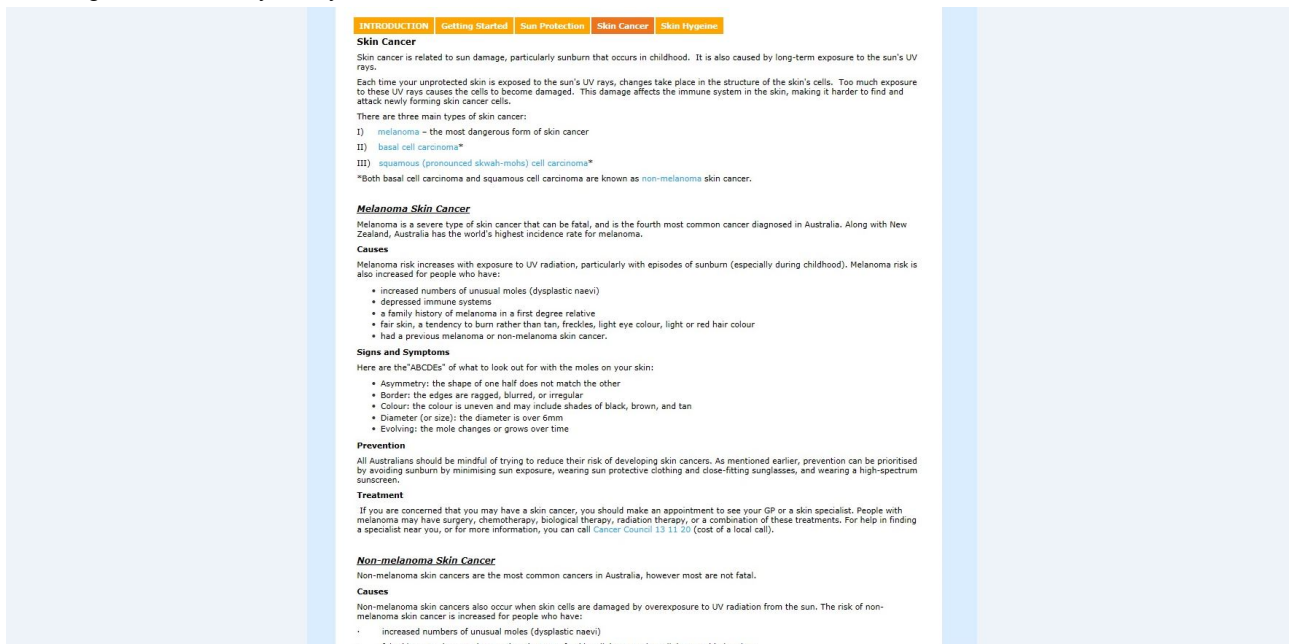 INTRODUCTION Getting Started Sun Protection Skin Cancer Skin Hygeine
Skin Cancer
Skin cancer is related to sun damage, particularly sunburn that occurs in childhood. It is also caused by long-term exposure to the sun's UV
rays.
Each time your unprotected skin is exposed to the sun's UV rays, changes take place in the structure of the skin's cells. Too much exposure
to these UV rays causes the cells to become damaged. This damage affects the immune system in the skin, making it harder to find and
attack newly forming skin cancer cells.
There are three main types of skin cancer:
I) melanoma – the most dangerous form of skin cancer
II) basal cell carcinoma*
III) squamous (pronounced skwah-mohs) cell carcinoma*
*Both basal cell carcinoma and squamous cell carcinoma are known as non-melanoma skin cancer.
Melanoma Skin Cancer
Melanoma is a severe type of skin cancer that can be fatal, and is the fourth most common cancer diagnosed in Australia. Along with New
Zealand, Australia has the world's highest incidence rate for melanoma.
Causes
Melanoma risk increases with exposure to UV radiation, particularly with episodes of sunburn (especially during childhood). Melanoma risk is
also increased for people who have:
• increased numbers of unusual moles (dysplastic naevi)
• depressed immune systems
• a family history of melanoma in a first degree relative
• fair skin, a tendency to burn rather than tan, freckles, light eye colour, light or red hair colour
• had a previous melanoma or non-melanoma skin cancer.
Signs and Symptoms
Here are the"ABCDEs" of what to look out for with the moles on your skin:
• Asymmetry: the shape of one half does not match the other
• Border: the edges are ragged, blurred, or irregular
• Colour: the colour is uneven and may include shades of black, brown, and tan
• Diameter (or size): the diameter is over 6mm
• Evolving: the mole changes or grows over time
Prevention
All Australians should be mindful of trying to reduce their risk of developing skin cancers. As mentioned earlier, prevention can be prioritised
by avoiding sunburn by minimising sun exposure, wearing sun protective clothing and close-fitting sunglasses, and wearing a high-spectrum
sunscreen.
Treatment
If you are concerned that you may have a skin cancer, you should make an appointment to see your GP or a skin specialist. People with
melanoma may have surgery, chemotherapy, biological therapy, radiation therapy, or a combination of these treatments. For help in finding
a specialist near you, or for more information, you can call Cancer Council 13 11 20 (cost of a local call).
Non-melanoma Skin Cancer
Non-melanoma skin cancers are the most common cancers in Australia, however most are not fatal.
Causes
Non-melanoma skin cancers also occur when skin cells are damaged by overexposure to UV radiation from the sun. The risk of non-
melanoma skin cancer is increased for people who have:
· increased numbers of unusual moles (dysplastic naevi)